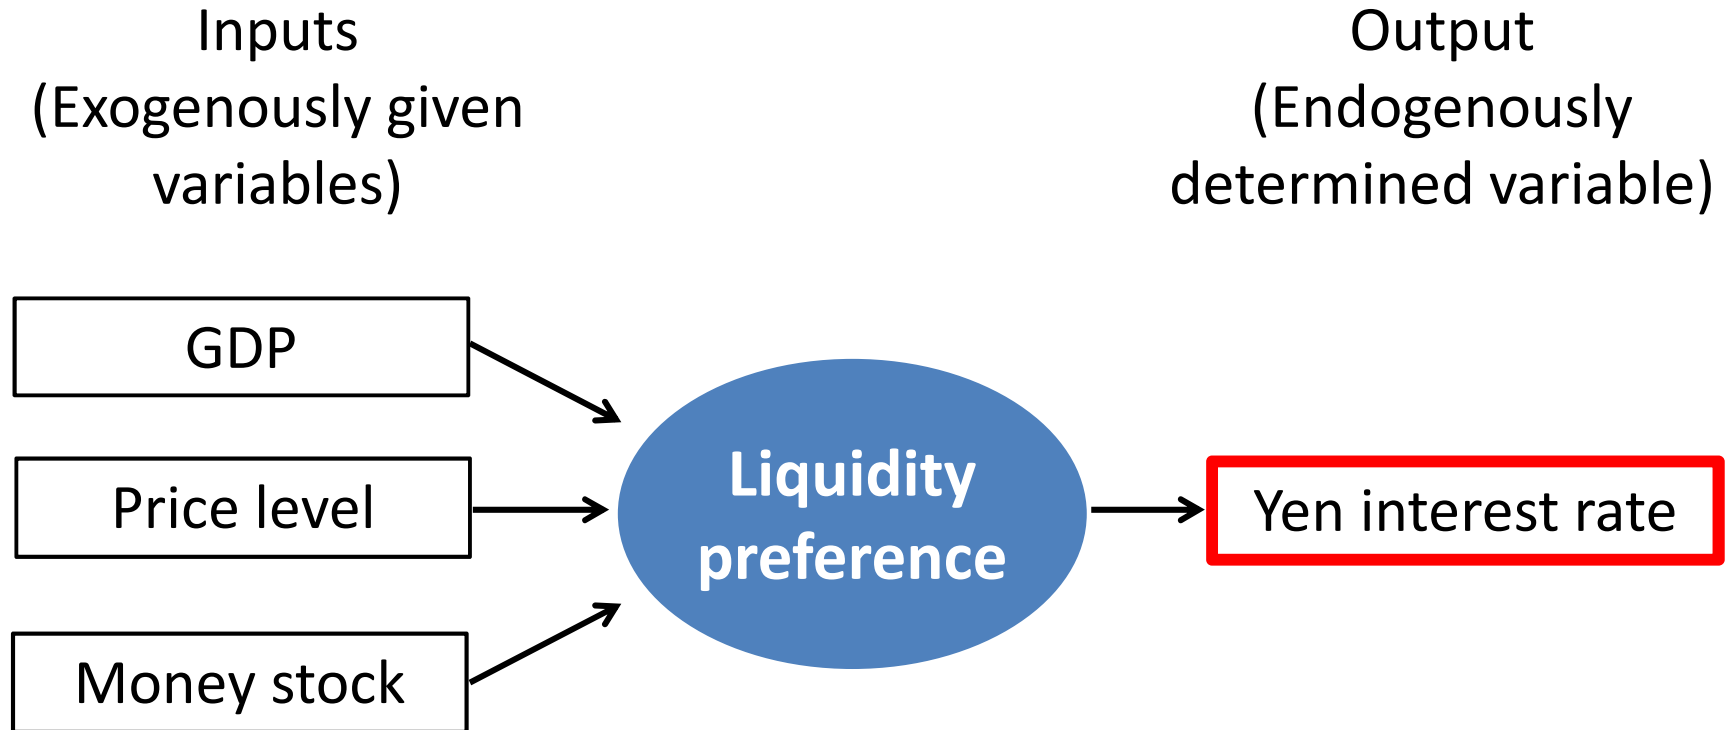 Inputs
(Exogenously given
variables)
Output
(Endogenously
determined variable)
GDP
Price level
Money stock
Liquidity
preference
Yen interest rate